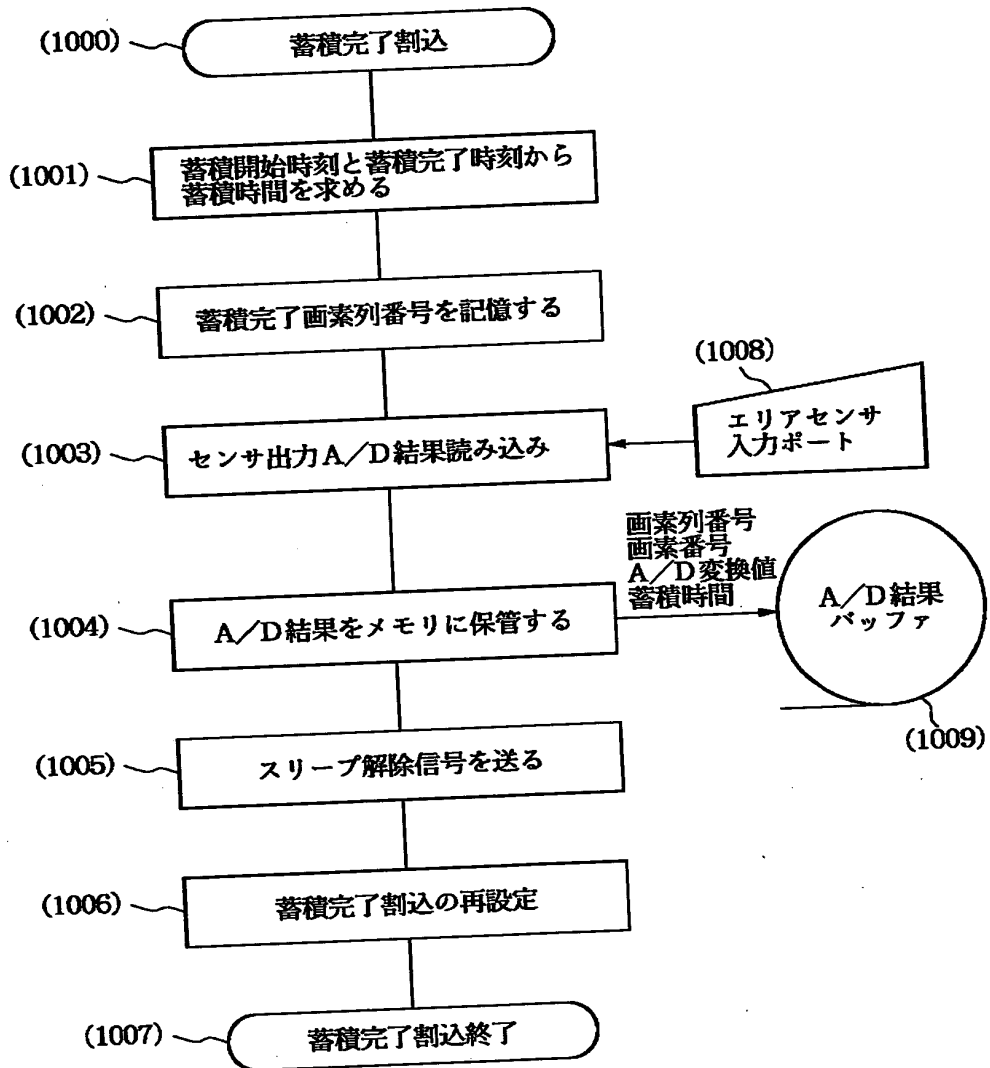 (1000)
蓄積完了割込
(1001)
蓄積開始時刻と蓄積完了時刻から
蓄積時間を求める
(1002)
蓄積完了画素列番号を記憶する
(1008)
エリアセンサ
入力ポート
(1003)
センサ出力A/D結果読み込み
画素列番号
画素番号
A/D変換値
蓄積時間
(1004)
A/D結果をメモリに保管する
A/D結果
バッファ
(1009)
(1005)
スリープ解除信号を送る
(1006)
蓄積完了割込の再設定
(1007)
蓄積完了割込終了